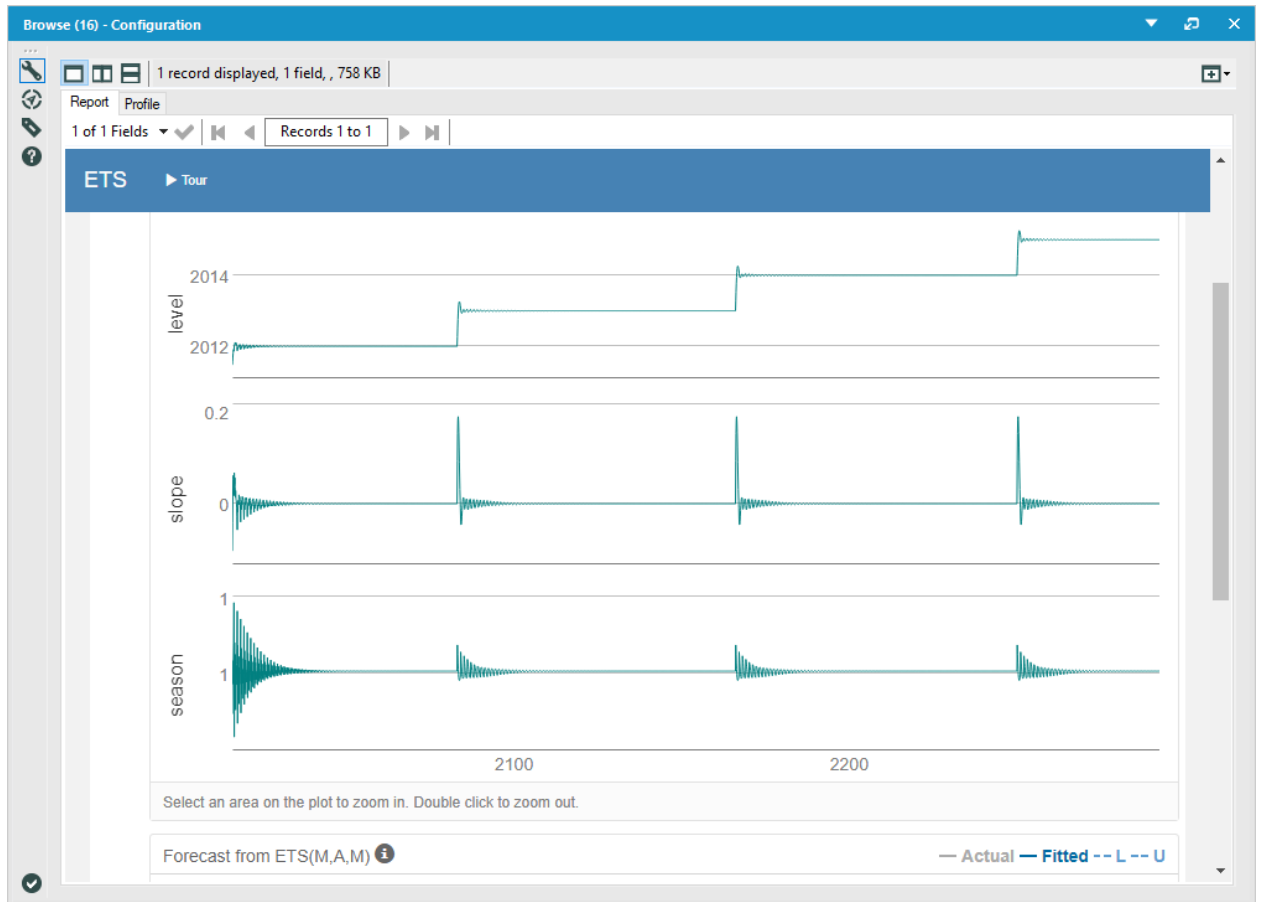 Browse (16) - Configuration
1 record displayed, 1 field, , 758 KB
Report Profile
1 of 1 Fields Records 1 to 1
ETS Tour
2014
level
2012
0.2
slope
0
1
season
1
2100 2200
Select an area on the plot to zoom in. Double click to zoom out.
Forecast from ETS(M,A,M) — Actual — Fitted -- L -- U